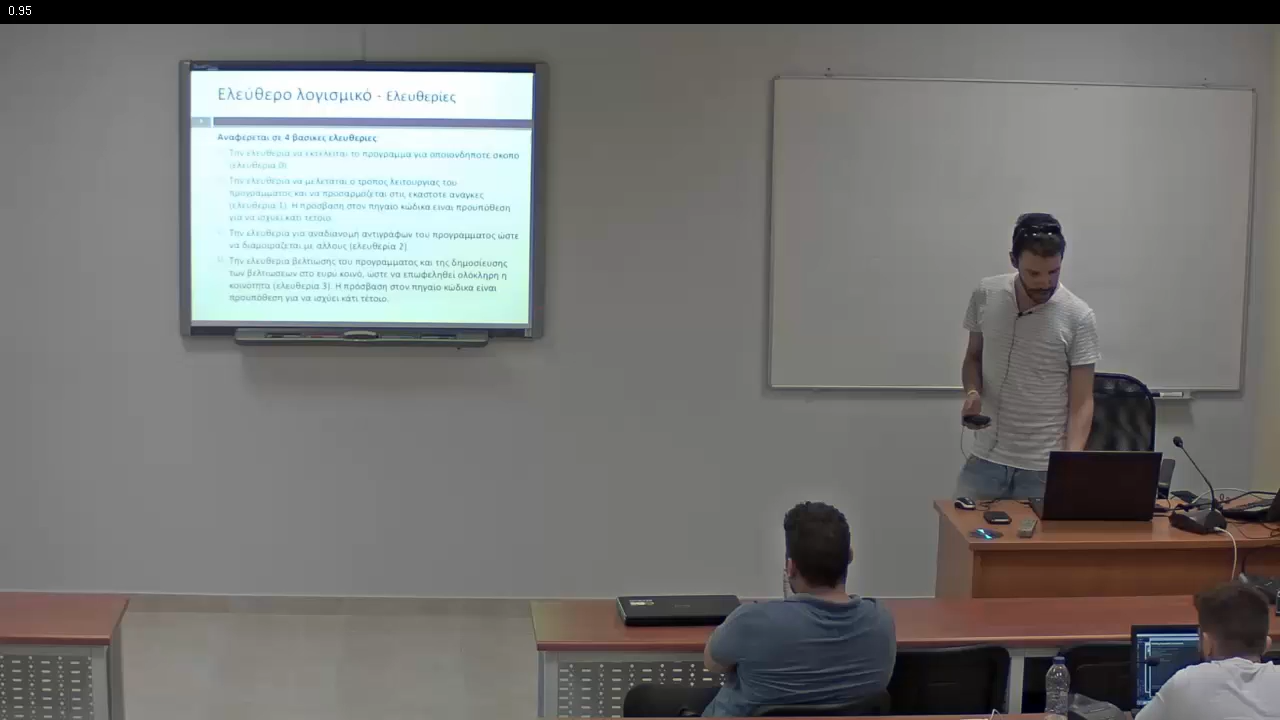 0.95
Ελεύθερο λογισμικό - Ελευθερίες
Αναφέρεται σε 4 βασικές ελευθερίες
Την ελευθερία να εκτελείται το πρόγραμμα για οποιονδήποτε σκοπό
(ελευθερία 0)
Την ελευθερία να μελετάται ο τρόπος λειτουργίας του
προγράμματος και να προσαρμόζεται στις εκάστοτε ανάγκες
(ελευθερία 1). Η πρόσβαση στον πηγαίο κώδικα είναι προϋπόθεση
για να ισχύει κάτι τέτοιο.
Την ελευθερία για αναδιανομή αντιγράφων του προγράμματος ώστε
να διαμοιράζεται με άλλους (ελευθερία 2)
Την ελευθερία βελτίωσης του προγράμματος και της δημοσίευσης
των βελτιώσεων στο ευρύ κοινό, ώστε να επωφεληθεί ολόκληρη η
κοινότητα (ελευθερία 3). Η πρόσβαση στον πηγαίο κώδικα είναι
προϋπόθεση για να ισχύει κάτι τέτοιο.